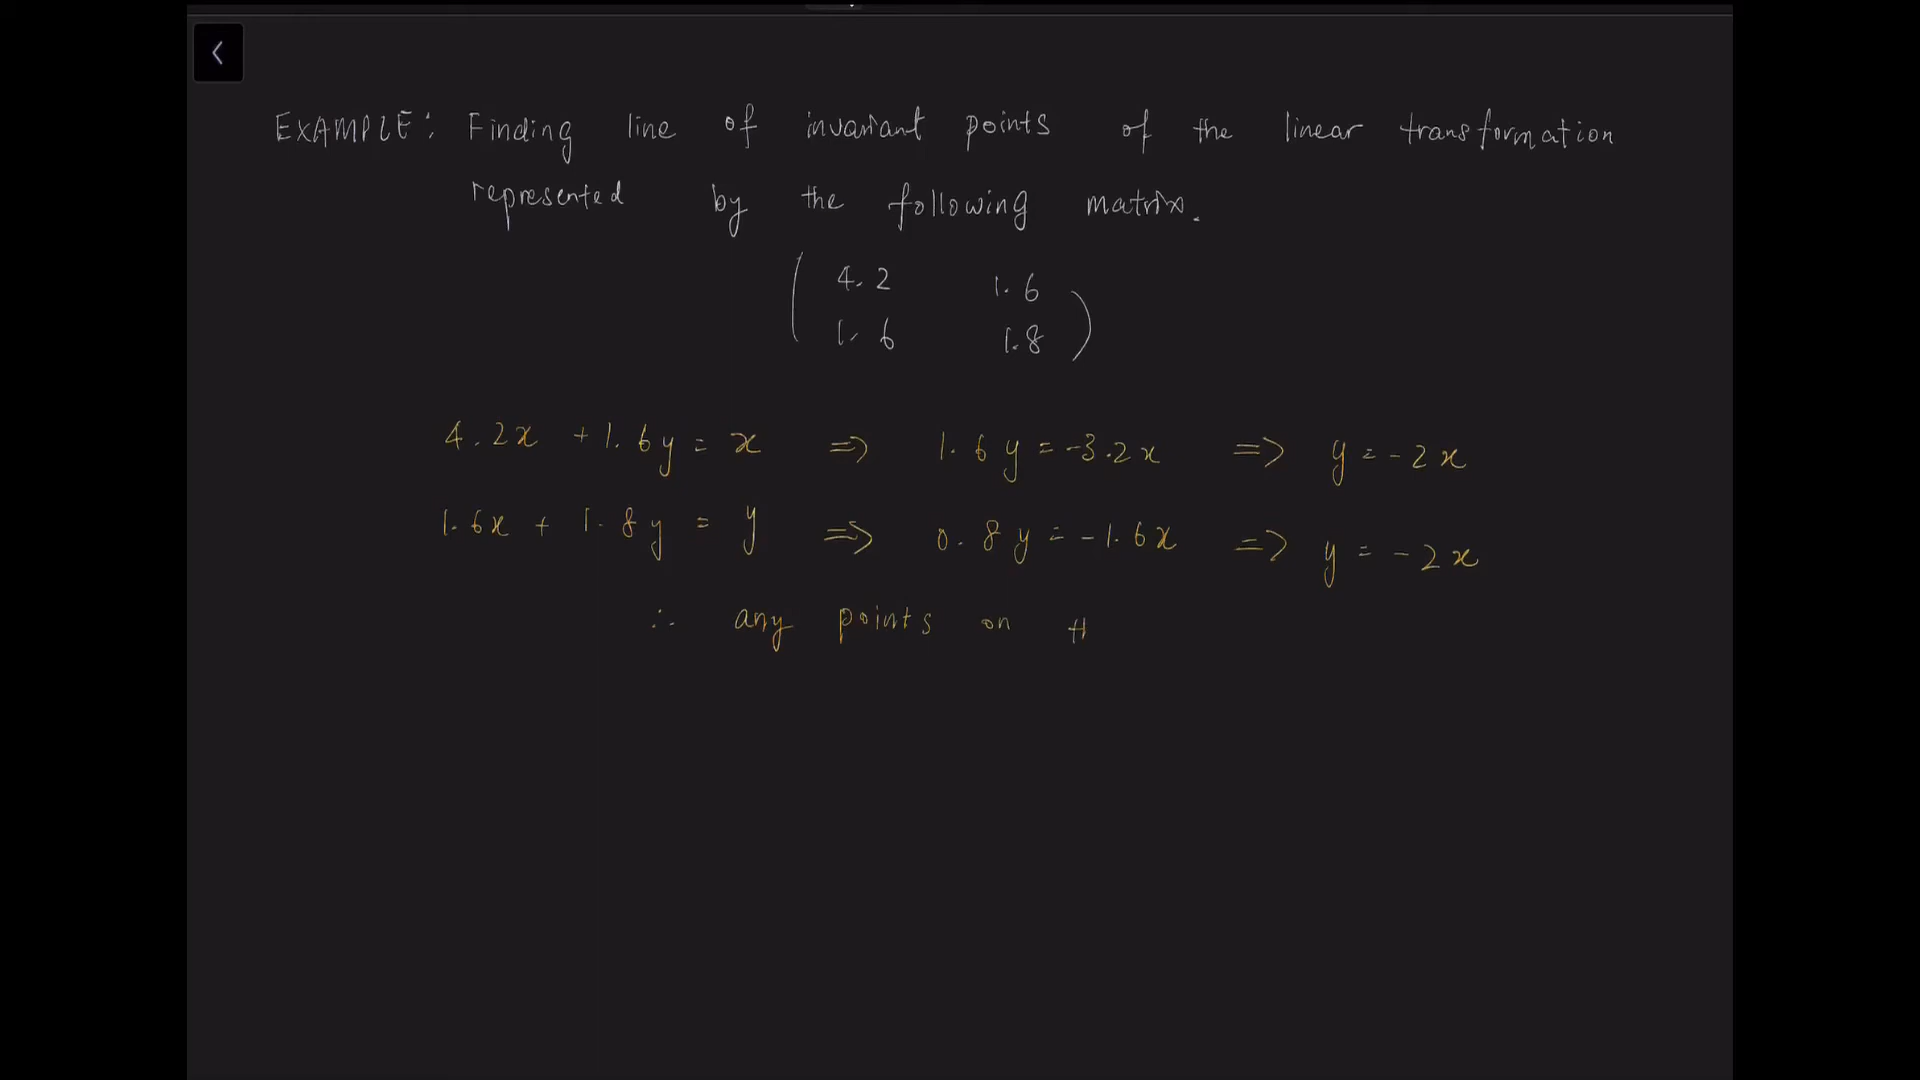 EXAMPLE: Finding line of invariant points of the linear transformation
represented by the following matrix.
( 4.2 1.6
1.6 1.8 )
4.2x + 1.6y = x => 1.6y = -3.2x => y = -2x
1.6x + 1.8y = y => 0.8y = -1.6x => y = -2x
∴ any points on